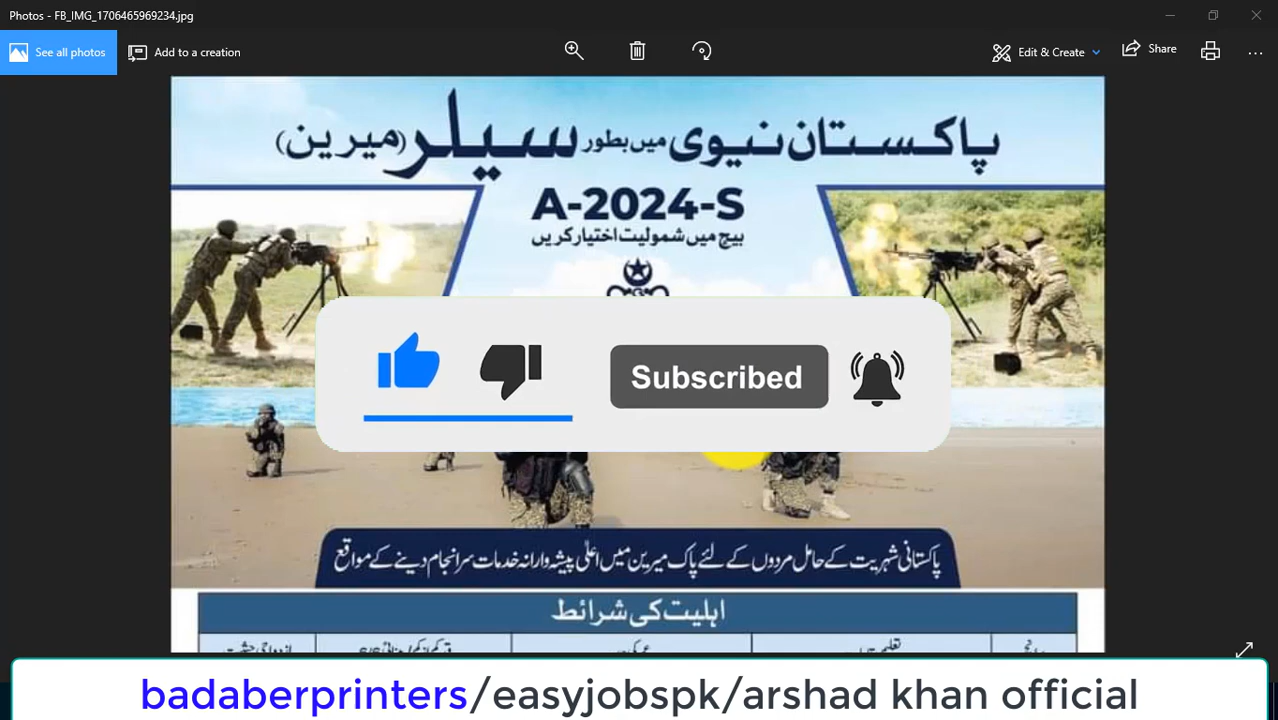 Photos - FB_IMG_1706465969234.jpg
See all photos
Add to a creation
Edit & Create
Share
پاکستان نیوی میں بطور سیلر (میرین)
A-2024-S
بیچ میں شمولیت اختیار کریں
Subscribed
پاکستانی شہریت کے حامل مردوں کے لئے پاک میرین میں اعلٰی پیشہ وارانہ خدمات سرانجام دینے کے مواقع
اہلیت کی شرائط
badaberprinters/easyjobspk/arshad khan official